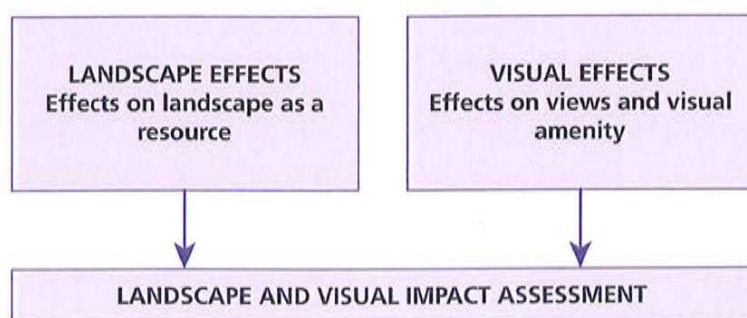 LANDSCAPE EFFECTS
Effects on landscape as a
resource
VISUAL EFFECTS
Effects on views and visual
amenity
LANDSCAPE AND VISUAL IMPACT ASSESSMENT